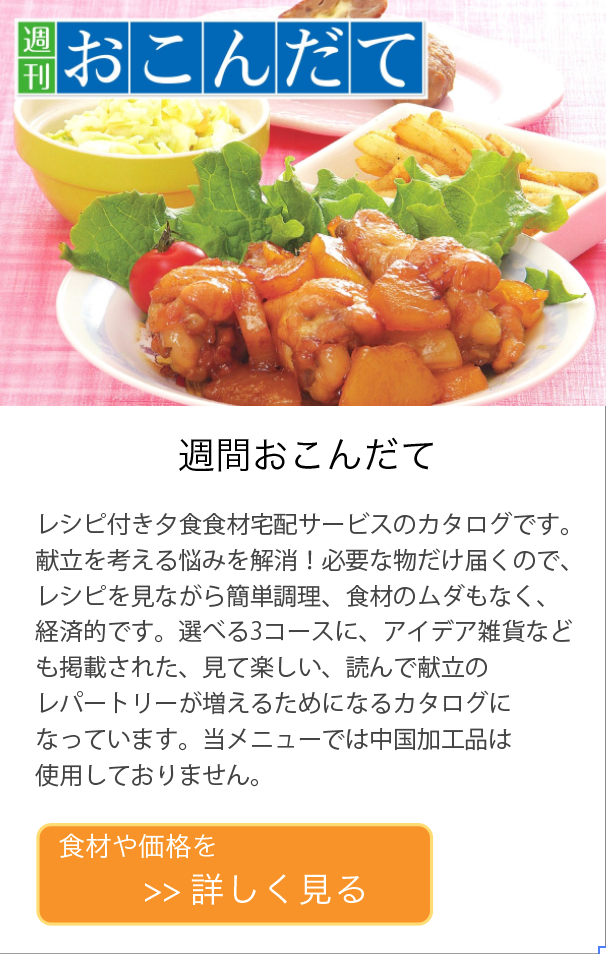 週刊おこんだて
週間おこんだて
レシピ付き夕食食材宅配サービスのカタログです。
献立を考える悩みを解消！必要な物だけ届くので、
レシピを見ながら簡単調理、食材のムダもなく、
経済的です。選べる3コースに、アイデア雑貨など
も掲載された、見て楽しい、読んで献立の
レパートリーが増えるためになるカタログに
なっています。当メニューでは中国加工品は
使用しておりません。
食材や価格を
>> 詳しく見る